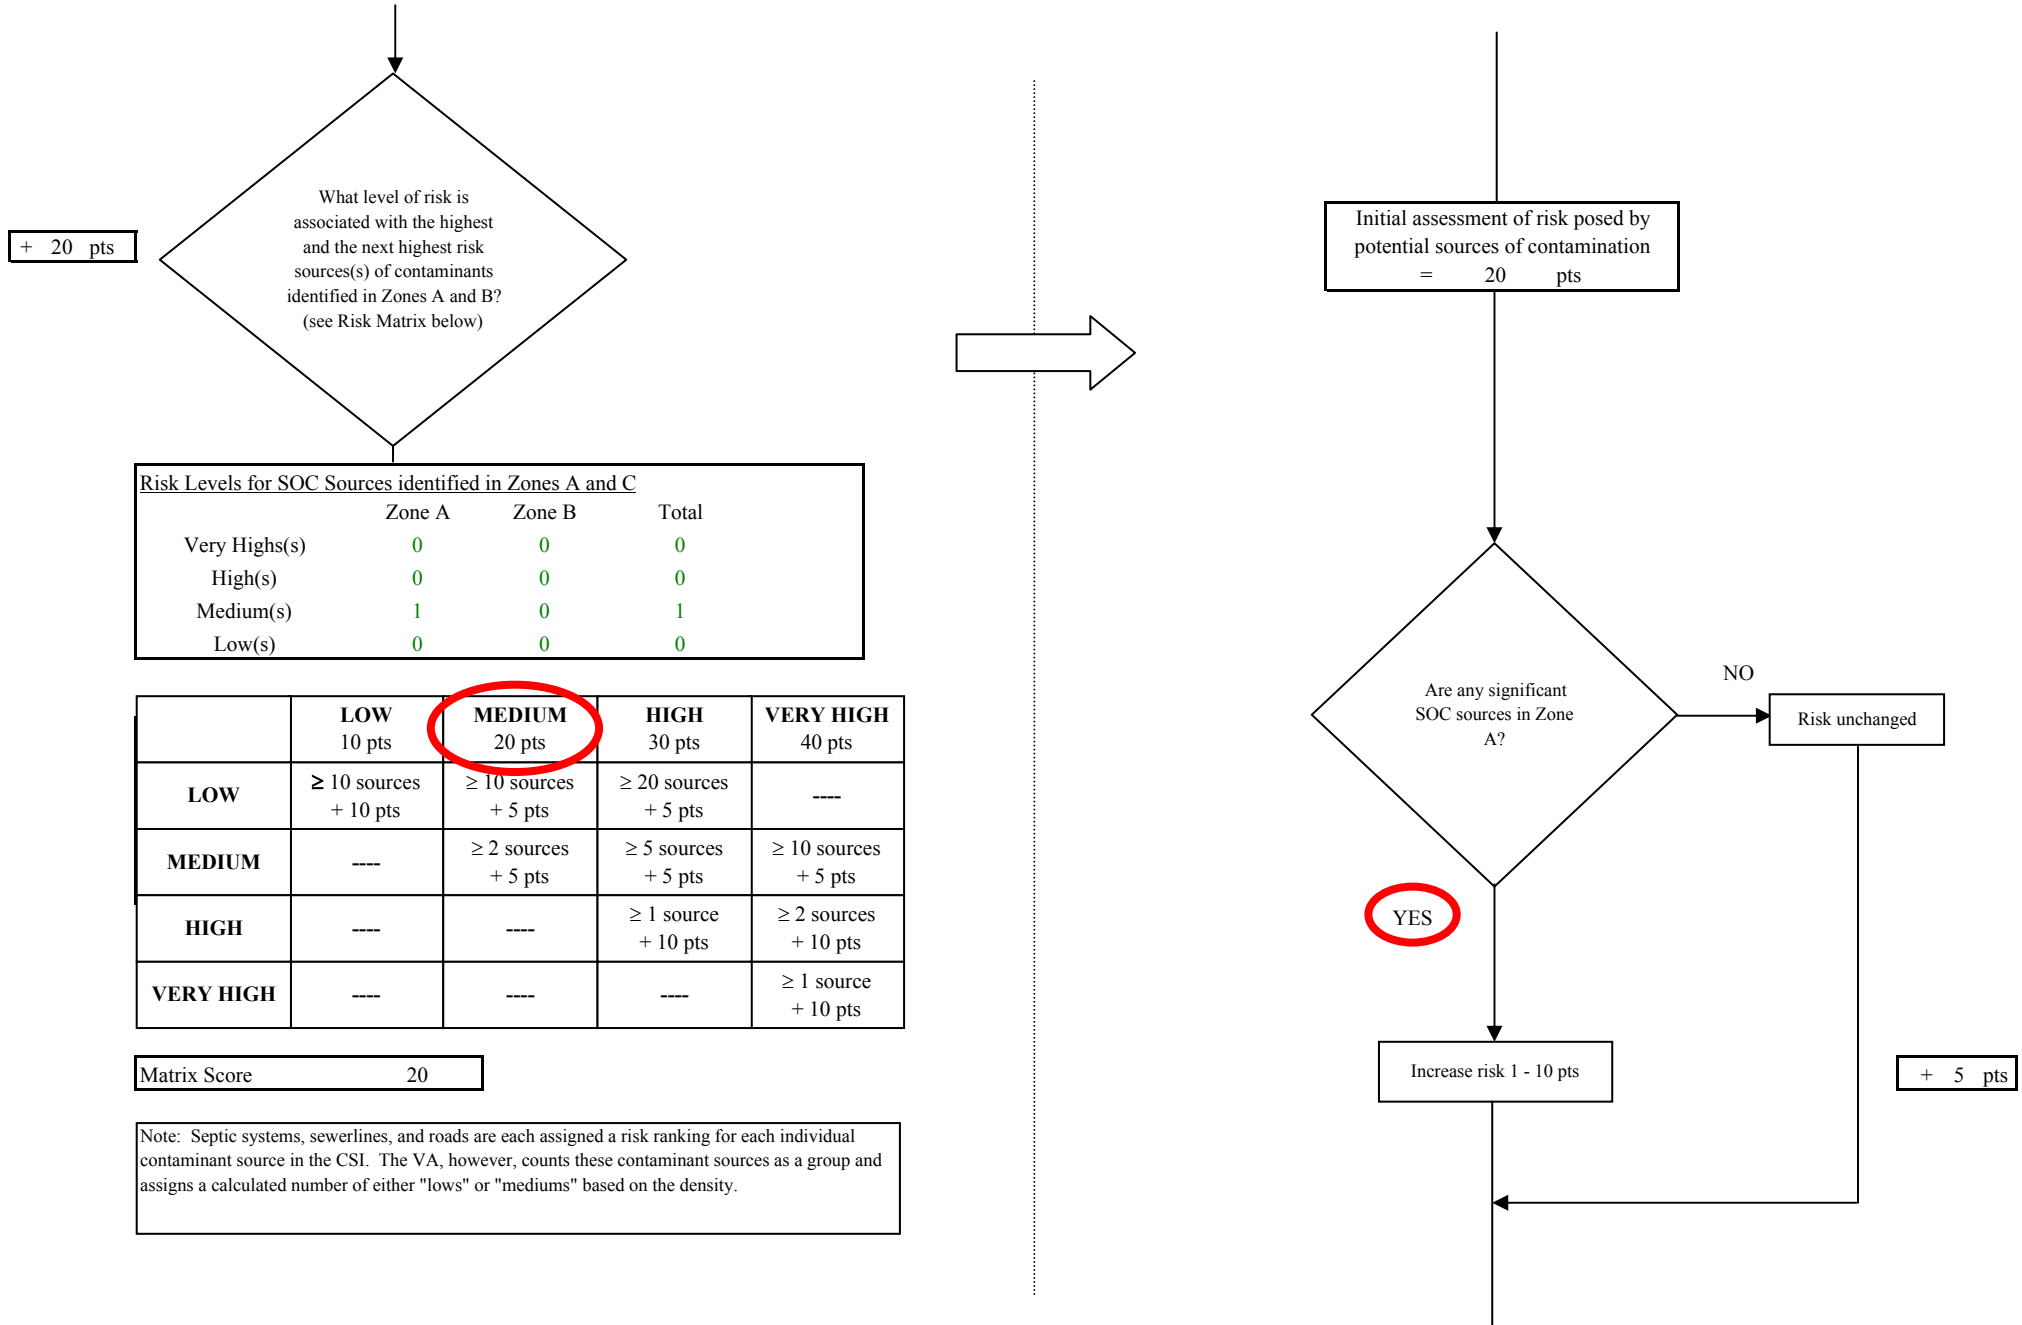 + 20 pts
What level of risk is
associated with the highest
and the next highest risk
sources(s) of contaminants
identified in Zones A and B?
(see Risk Matrix below)
Risk Levels for SOC Sources identified in Zones A and C
Zone A Zone B Total
Very Highs(s) 0 0 0
High(s) 0 0 0
Medium(s) 1 0 1
Low(s) 0 0 0
LOW MEDIUM HIGH VERY HIGH
10 pts 20 pts 30 pts 40 pts
LOW ≥ 10 sources ≥ 10 sources ≥ 20 sources ----
+ 10 pts + 5 pts + 5 pts
MEDIUM ---- ≥ 2 sources ≥ 5 sources ≥ 10 sources
+ 5 pts + 5 pts + 5 pts
HIGH ---- ---- ≥ 1 source ≥ 2 sources
+ 10 pts + 10 pts
VERY HIGH ---- ---- ---- ≥ 1 source
+ 10 pts
Matrix Score 20
Note: Septic systems, sewerlines, and roads are each assigned a risk ranking for each individual
contaminant source in the CSI. The VA, however, counts these contaminant sources as a group and
assigns a calculated number of either "lows" or "mediums" based on the density.
Initial assessment of risk posed by
potential sources of contamination
= 20 pts
Are any significant
SOC sources in Zone
A?
NO
Risk unchanged
YES
Increase risk 1 - 10 pts
+ 5 pts